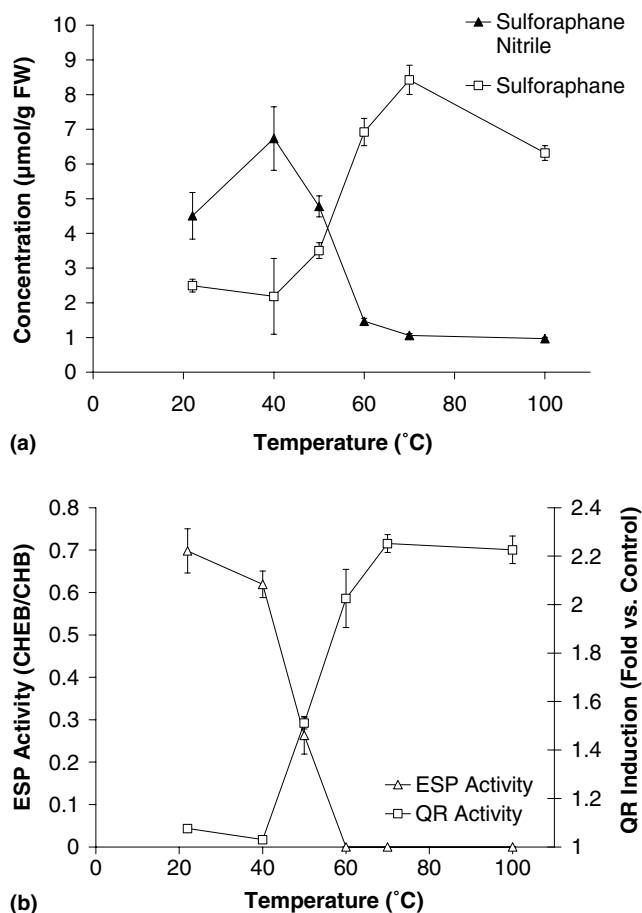 Sulforaphane
Nitrile
Sulforaphane
10
9
8
7
6
5
4
3
2
1
0
Concentration (µmol/g FW)
0 20 40 60 80 100
(a) Temperature (˚C)
0.8
0.7
0.6
0.5
0.4
0.3
0.2
0.1
0
ESP Activity (CHEB/CHB)
2.4
2.2
2
1.8
1.6
1.4
1.2
1
QR Induction (Fold vs. Control)
ESP Activity
QR Activity
0 20 40 60 80 100
(b) Temperature (˚C)